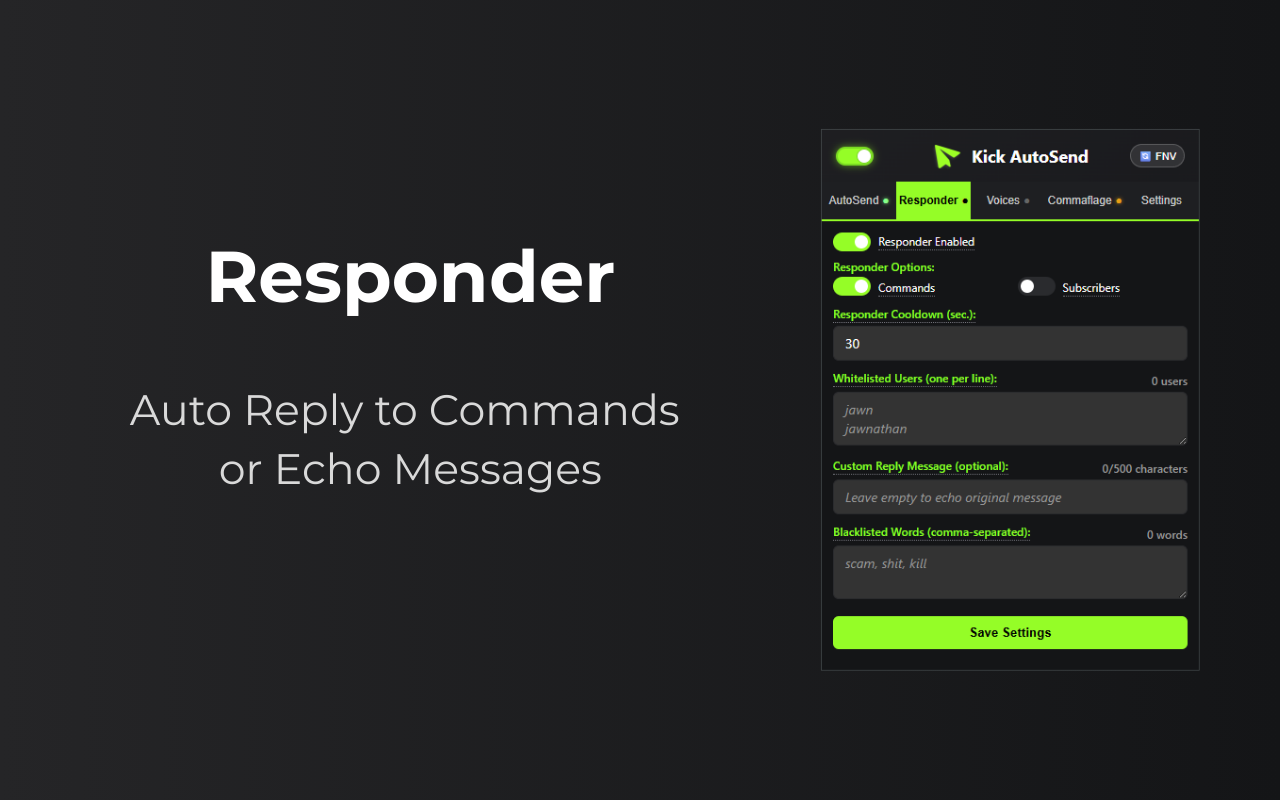 Responder
Auto Reply to Commands
or Echo Messages
Kick AutoSend
FNV
AutoSend Responder Voices Commaflage Settings
Responder Enabled
Responder Options:
Commands Subscribers
Responder Cooldown (sec.):
30
Whitelisted Users (one per line): 0 users
jawn
jawnathan
Custom Reply Message (optional): 0/500 characters
Leave empty to echo original message
Blacklisted Words (comma-separated): 0 words
scam, shit, kill
Save Settings